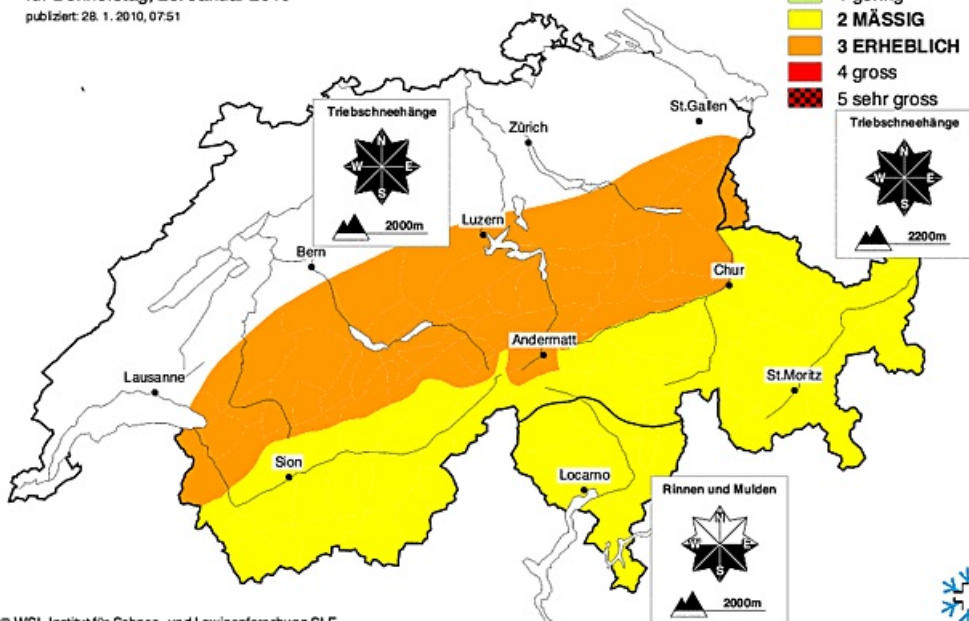 publiziert: 28. 1. 2010, 07:51
2 MÄSSIG
3 ERHEBLICH
4 gross
5 sehr gross
St.Gallen
Zürich
Triebschneehänge
N
W E
S
2000m
Triebschneehänge
N
W E
S
2200m
Luzern
Bern
Chur
Andermatt
Lausanne
St.Moritz
Sion
Locarno
Rinnen und Mulden
N
W E
S
2000m